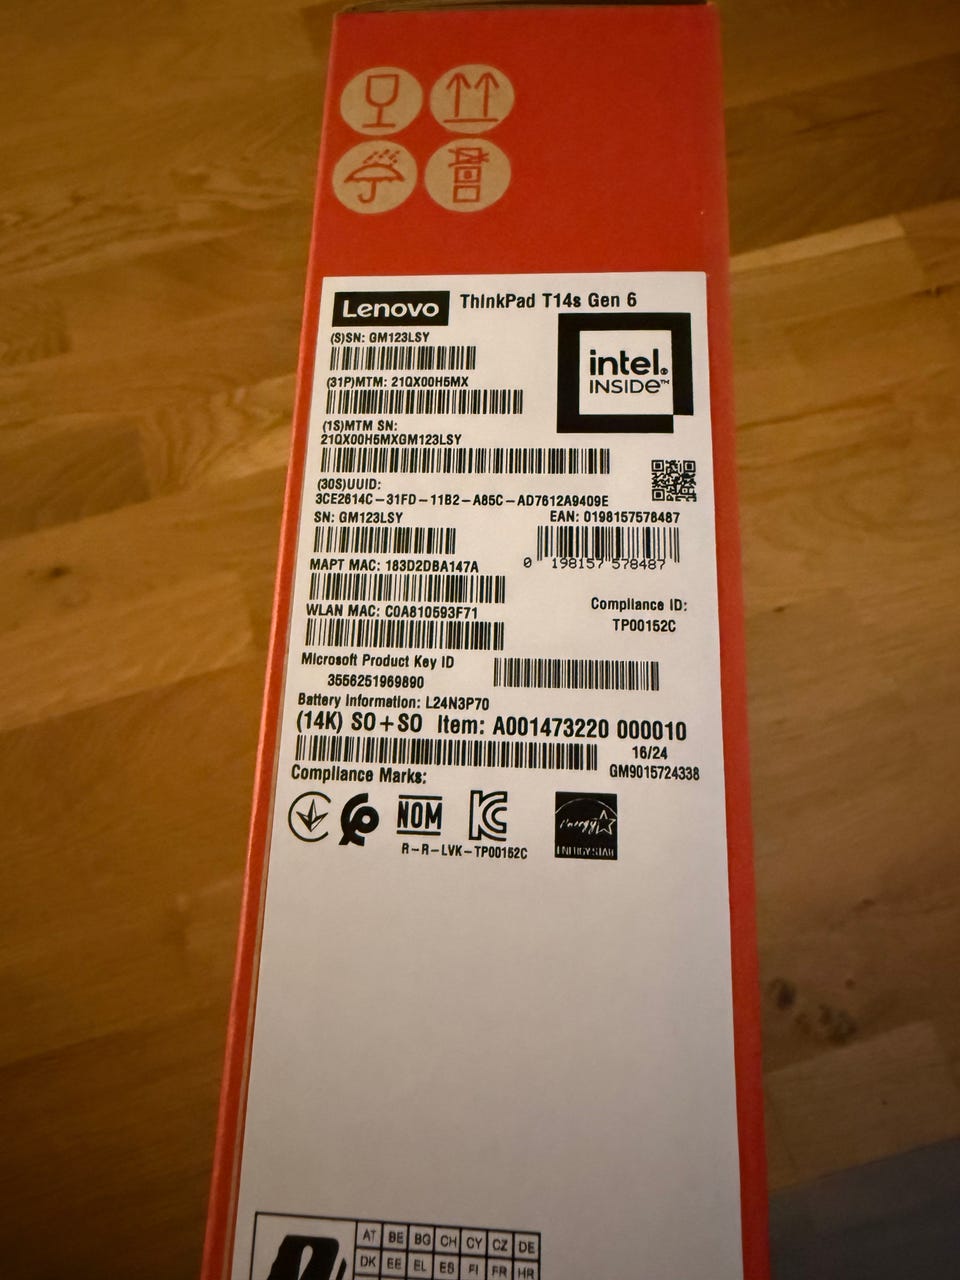 Lenovo ThinkPad T14s Gen 6
(S)SN: GM123LSY
intel.
INSIDE™
(31P)MTM: 21QX00H5MX
(1S)MTM SN:
21QX00H5MXGM123LSY
(30S)UUID:
3CE2614C-31FD-11B2-A85C-AD7612A9409E
SN: GM123LSY
EAN: 0198157578487
0 198157 578487
MAPT MAC: 183D2DBA147A
WLAN MAC: C0A810593F71
Compliance ID:
TP00152C
Microsoft Product Key ID
3556251969890
Battery Information: L24N3P70
(14K) SO+SO Item: A001473220 000010
16/24
GM9015724338
Compliance Marks:
NOM
R-R-LVK-TP00152C
energy
ENERGY STAR
AT BE BG CH CY CZ DE
DK EE EL ES FI FR HR